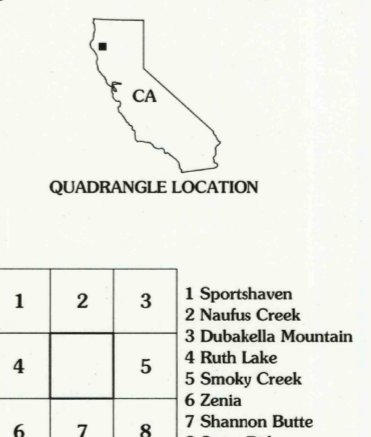 CA
QUADRANGLE LOCATION
1 2 3
4 5
6 7 8
1 Sportshaven
2 Naufus Creek
3 Dubakella Mountain
4 Ruth Lake
5 Smoky Creek
6 Zenia
7 Shannon Butte